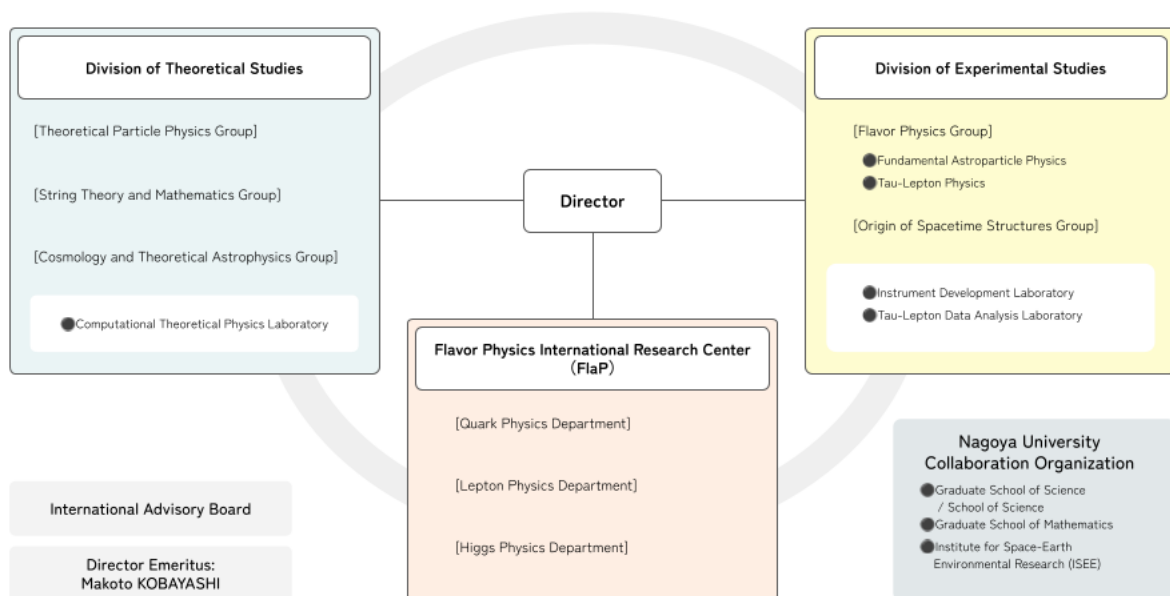 Division of Theoretical Studies
[Theoretical Particle Physics Group]
[String Theory and Mathematics Group]
[Cosmology and Theoretical Astrophysics Group]
●Computational Theoretical Physics Laboratory
Director
Division of Experimental Studies
[Flavor Physics Group]
●Fundamental Astroparticle Physics
●Tau-Lepton Physics
[Origin of Spacetime Structures Group]
●Instrument Development Laboratory
●Tau-Lepton Data Analysis Laboratory
Flavor Physics International Research Center
(FlaP)
[Quark Physics Department]
[Lepton Physics Department]
[Higgs Physics Department]
International Advisory Board
Director Emeritus:
Makoto KOBAYASHI
Nagoya University
Collaboration Organization
●Graduate School of Science
/ School of Science
●Graduate School of Mathematics
●Institute for Space-Earth
Environmental Research (ISEE)